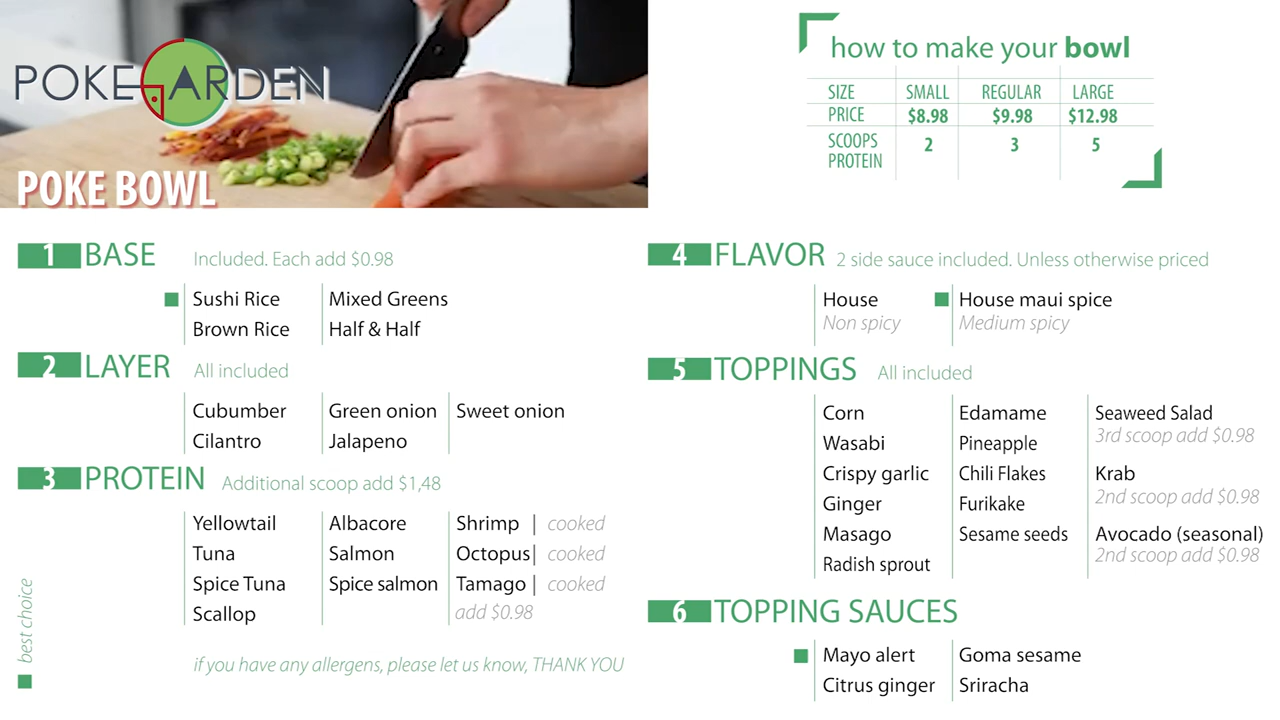 POKE GARDEN
POKE BOWL
how to make your bowl
SIZE SMALL REGULAR LARGE
PRICE $8.98 $9.98 $12.98
SCOOPS PROTEIN 2 3 5
1 BASE Included. Each add $0.98
Sushi Rice Mixed Greens
Brown Rice Half & Half
2 LAYER All included
Cubumber Green onion Sweet onion
Cilantro Jalapeno
3 PROTEIN Additional scoop add $1,48
Yellowtail Albacore Shrimp | cooked
Tuna Salmon Octopus | cooked
Spice Tuna Spice salmon Tamago | cooked
Scallop add $0.98
if you have any allergens, please let us know, THANK YOU
best choice
4 FLAVOR 2 side sauce included. Unless otherwise priced
House House maui spice
Non spicy Medium spicy
5 TOPPINGS All included
Corn Edamame Seaweed Salad
3rd scoop add $0.98
Wasabi Pineapple
Crispy garlic Chili Flakes Krab
2nd scoop add $0.98
Ginger Furikake
Masago Sesame seeds Avocado (seasonal)
2nd scoop add $0.98
Radish sprout
6 TOPPING SAUCES
Mayo alert Goma sesame
Citrus ginger Sriracha